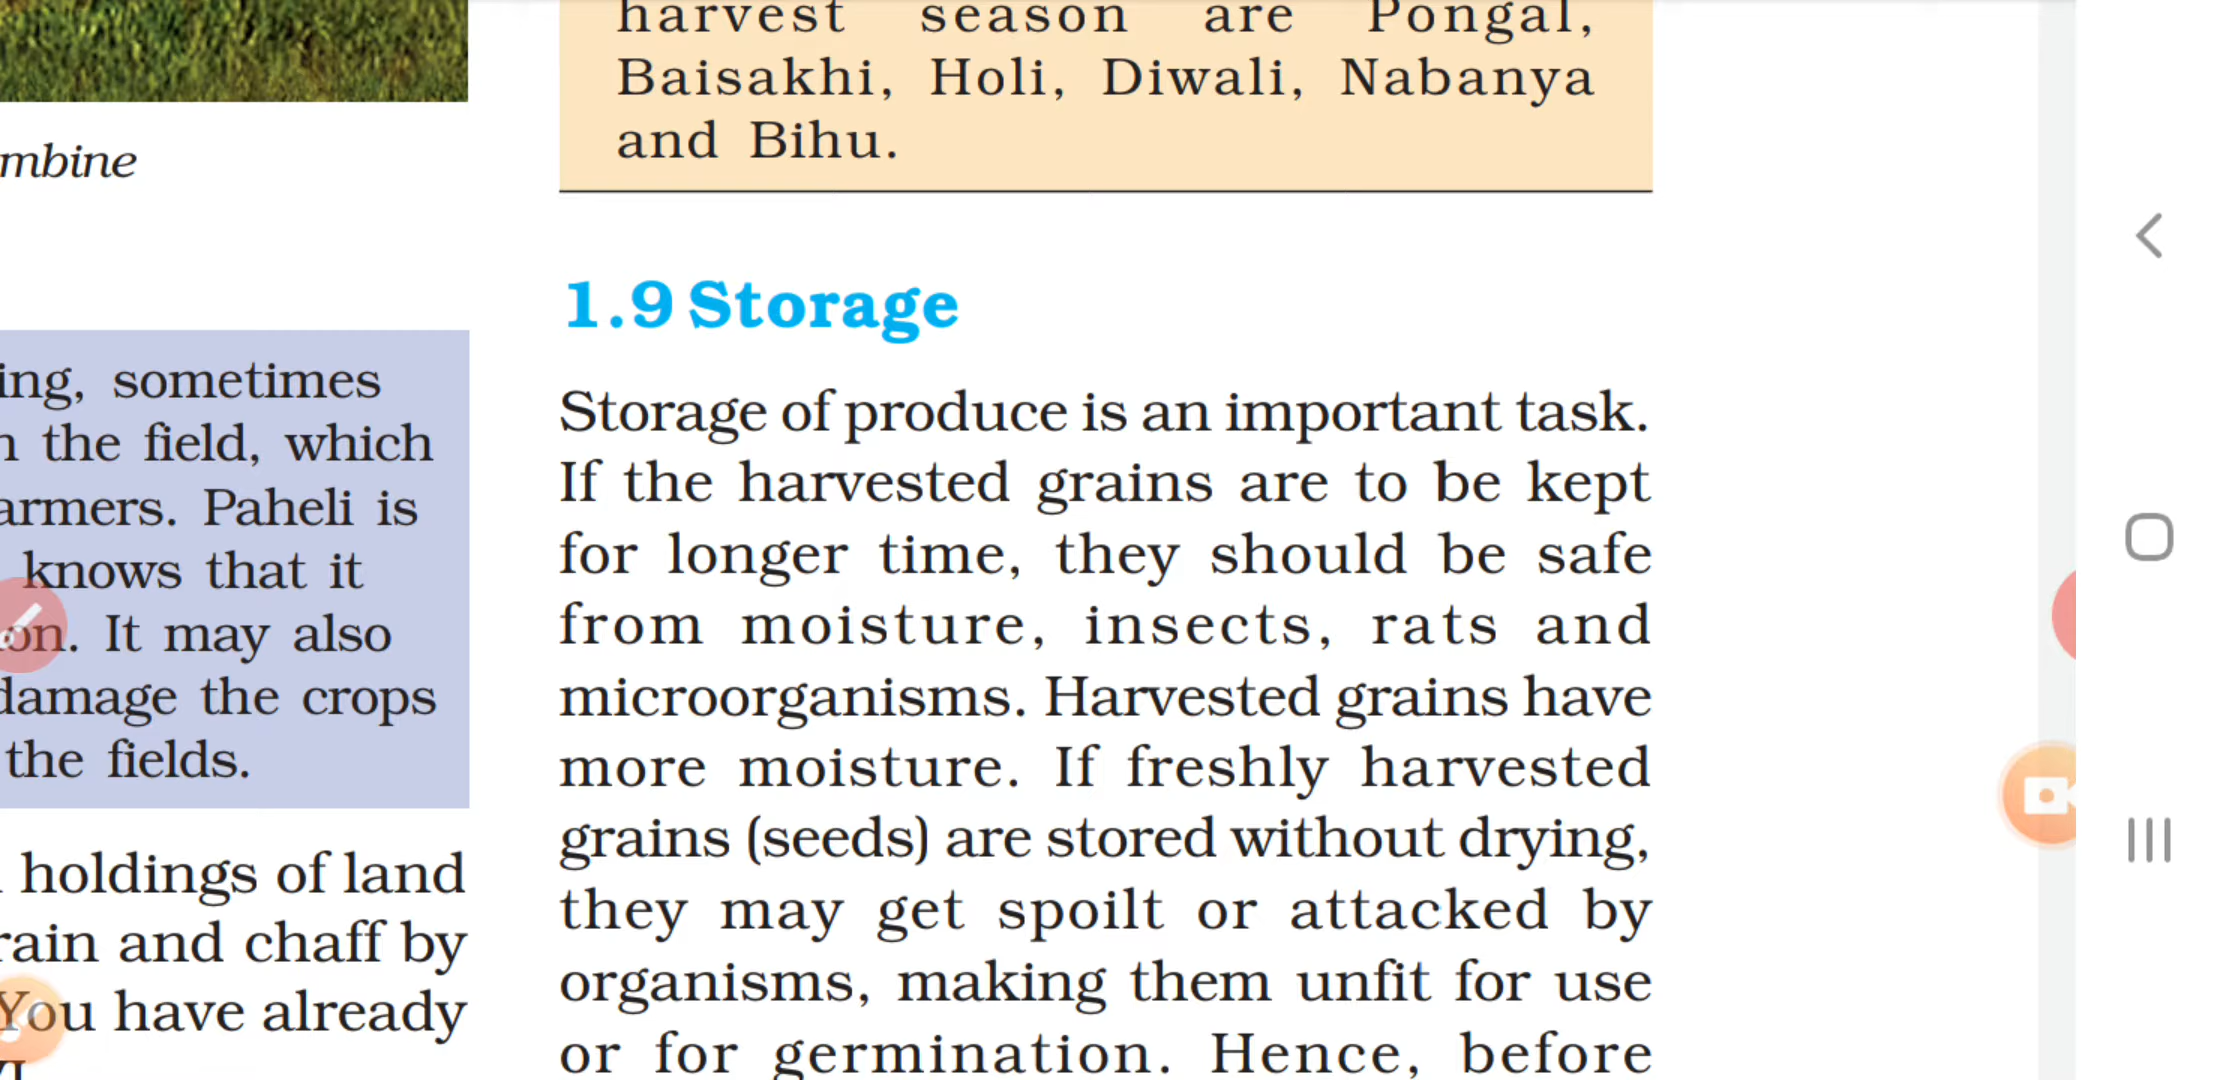 mbine
ing, sometimes
the field, which
armers. Paheli is
knows that it
on. It may also
damage the crops
the fields.
holdings of land
rain and chaff by
You have already
harvest season are Pongal,
Baisakhi, Holi, Diwali, Nabanya
and Bihu.
1.9 Storage
Storage of produce is an important task.
If the harvested grains are to be kept
for longer time, they should be safe
from moisture, insects, rats and
microorganisms. Harvested grains have
more moisture. If freshly harvested
grains (seeds) are stored without drying,
they may get spoilt or attacked by
organisms, making them unfit for use
or for germination. Hence, before